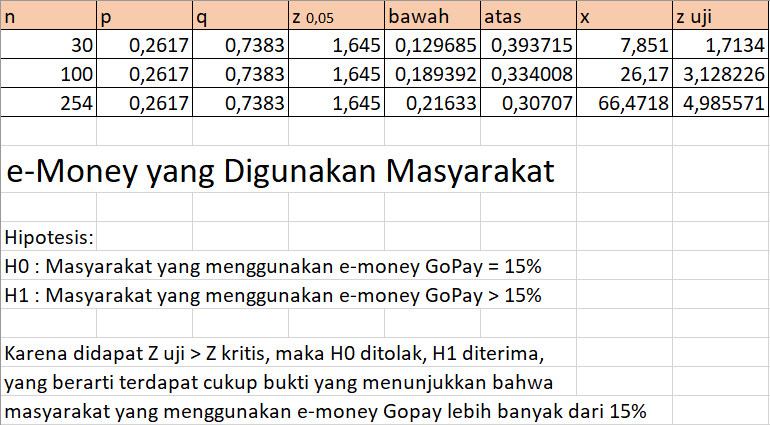 n p q z 0,05 bawah atas x z uji
30 0,2617 0,7383 1,645 0,129685 0,393715 7,851 1,7134
100 0,2617 0,7383 1,645 0,189392 0,334008 26,17 3,128226
254 0,2617 0,7383 1,645 0,21633 0,30707 66,4718 4,985571
e-Money yang Digunakan Masyarakat
Hipotesis:
H0 : Masyarakat yang menggunakan e-money GoPay = 15%
H1 : Masyarakat yang menggunakan e-money GoPay > 15%
Karena didapat Z uji > Z kritis, maka H0 ditolak, H1 diterima,
yang berarti terdapat cukup bukti yang menunjukkan bahwa
masyarakat yang menggunakan e-money Gopay lebih banyak dari 15%